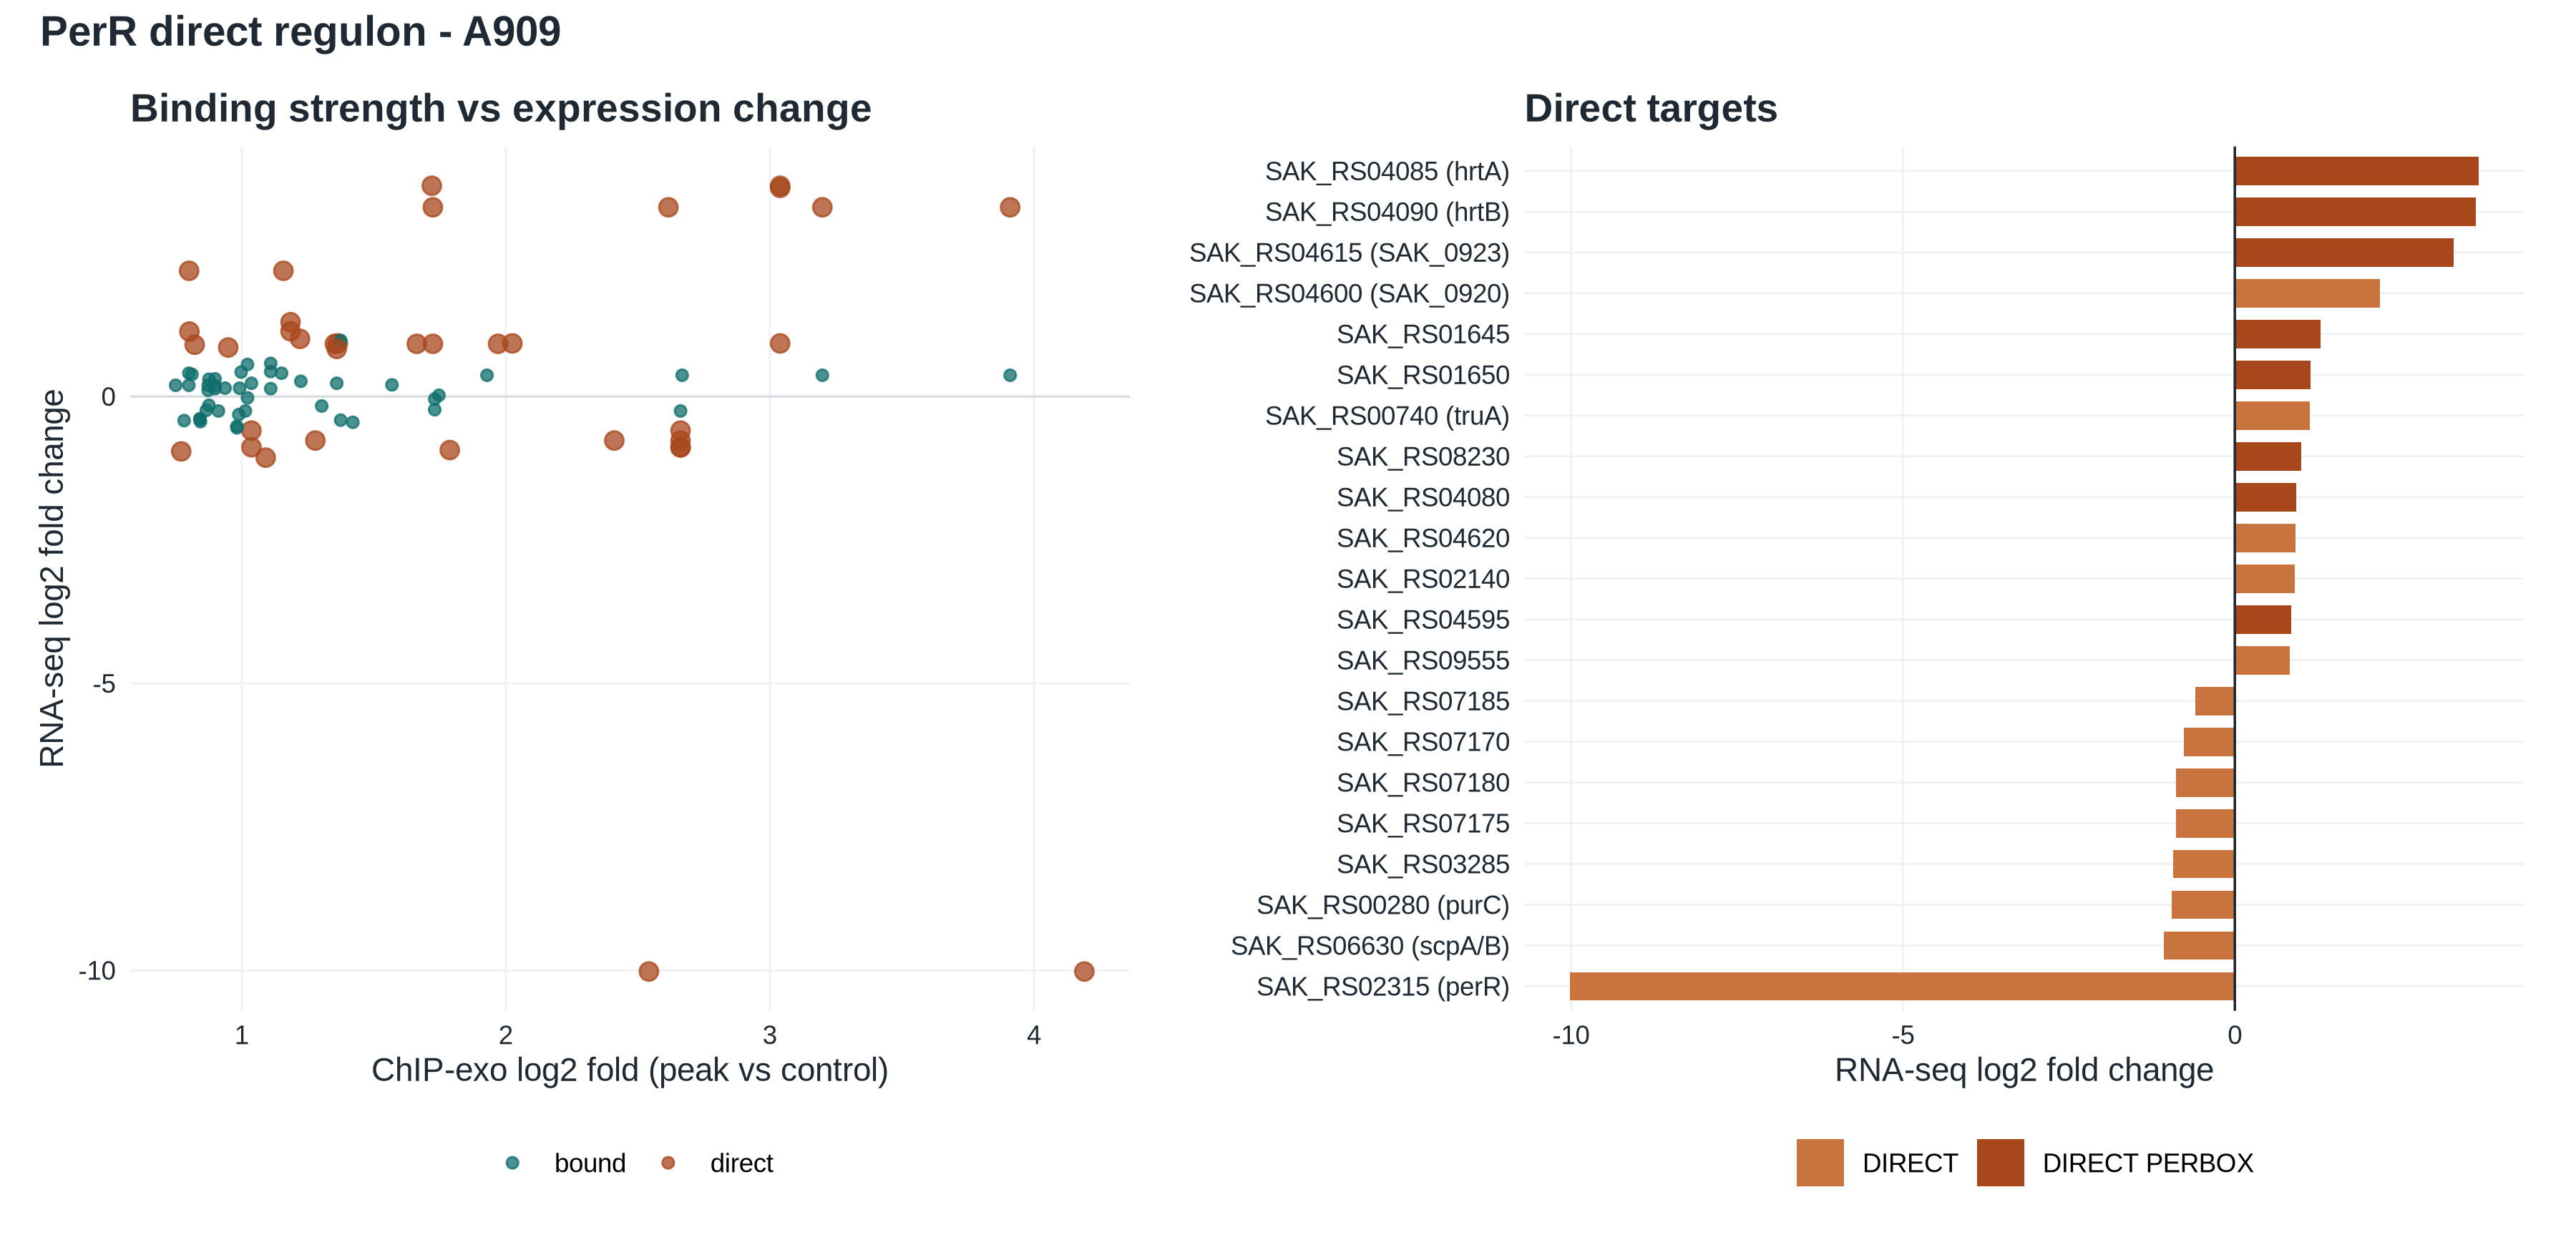 PerR direct regulon - A909
Binding strength vs expression change
RNA-seq log2 fold change
0
-5
-10
1 2 3 4
ChIP-exo log2 fold (peak vs control)
bound direct
Direct targets
SAK_RS04085 (hrtA)
SAK_RS04090 (hrtB)
SAK_RS04615 (SAK_0923)
SAK_RS04600 (SAK_0920)
SAK_RS01645
SAK_RS01650
SAK_RS00740 (truA)
SAK_RS08230
SAK_RS04080
SAK_RS04620
SAK_RS02140
SAK_RS04595
SAK_RS09555
SAK_RS07185
SAK_RS07170
SAK_RS07180
SAK_RS07175
SAK_RS03285
SAK_RS00280 (purC)
SAK_RS06630 (scpA/B)
SAK_RS02315 (perR)
-10 -5 0
RNA-seq log2 fold change
DIRECT DIRECT PERBOX